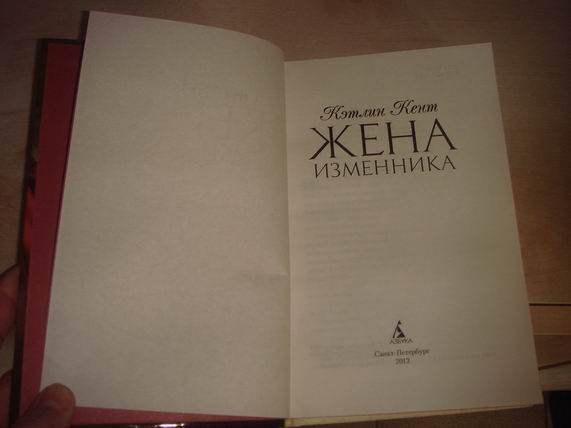 Кэтлин Кент
ЖЕНА
ИЗМЕННИКА
АЗБУКА
Санкт-Петербург
2012